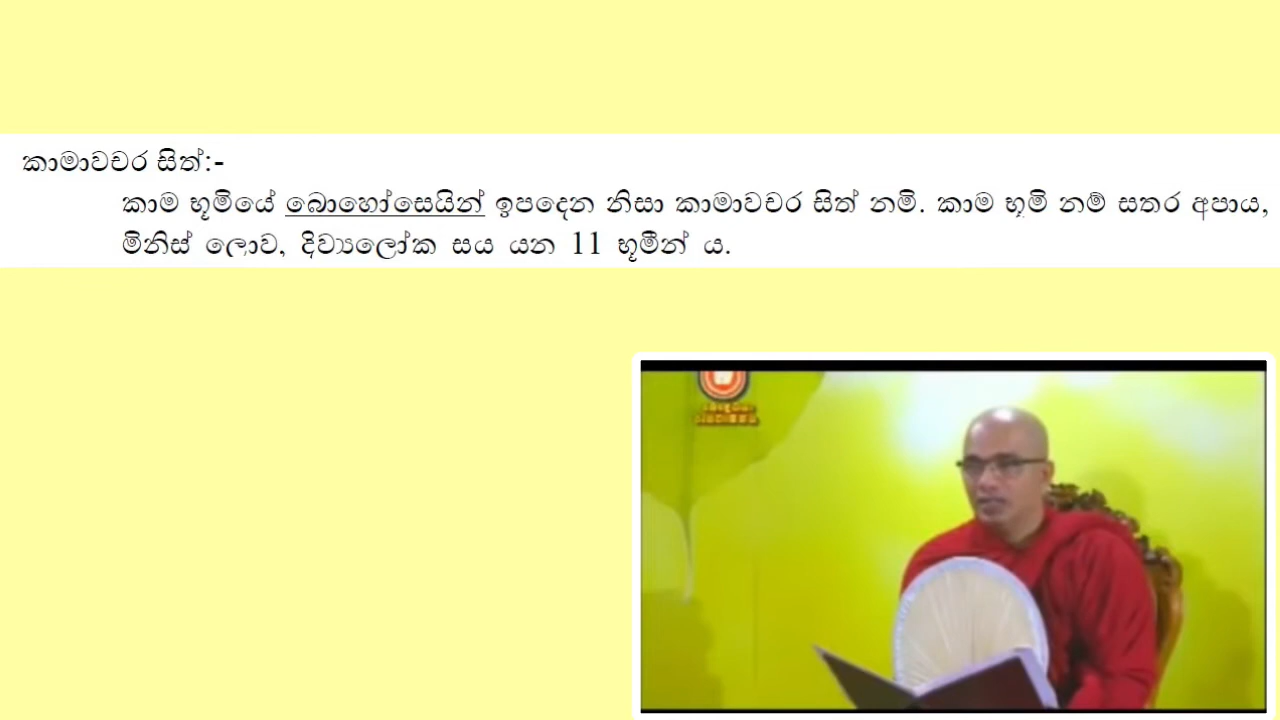 කාමාවචර සිත්:-
කාම භූමියේ බොහෝසෙයින් ඉපදෙන නිසා කාමාවචර සිත් නමි. කාම භූමි නම් සතර අපාය,
මිනිස් ලොව, දිව්‍යලෝක සය යන 11 භූමීන් ය.